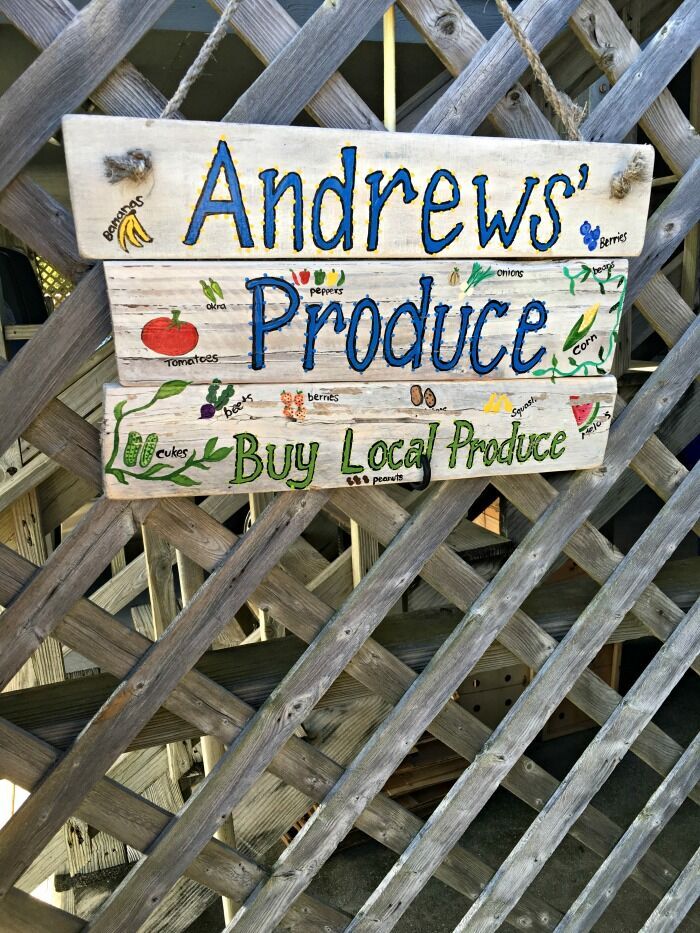 Andrews'
Bananas
Berries
Produce
okra
peppers
onions
beans
Tomatoes
corn
Buy Local Produce
beets
berries
Squash
melons
cukes
peanuts